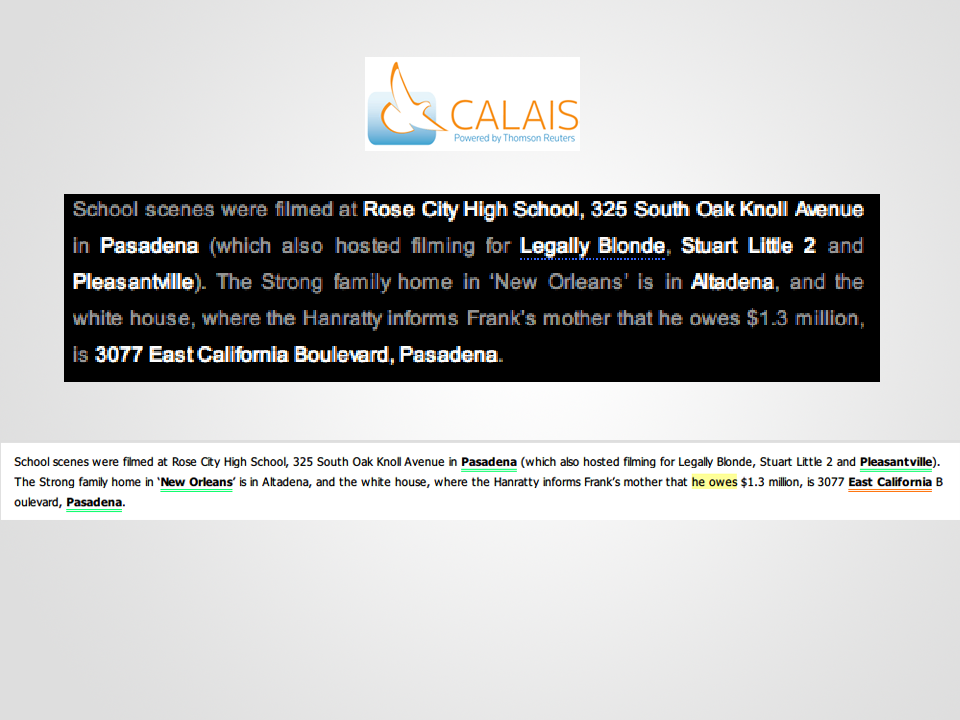 CALAIS
Powered by Thomson Reuters
School scenes were filmed at Rose City High School, 325 South Oak Knoll Avenue
in Pasadena (which also hosted filming for Legally Blonde, Stuart Little 2 and
Pleasantville). The Strong family home in ‘New Orleans’ is in Altadena, and the
white house, where the Hanratty informs Frank's mother that he owes $1.3 million,
is 3077 East California Boulevard, Pasadena.
School scenes were filmed at Rose City High School, 325 South Oak Knoll Avenue in Pasadena (which also hosted filming for Legally Blonde, Stuart Little 2 and Pleasantville).
The Strong family home in ‘New Orleans’ is in Altadena, and the white house, where the Hanratty informs Frank’s mother that he owes $1.3 million, is 3077 East California B
oulevard, Pasadena.